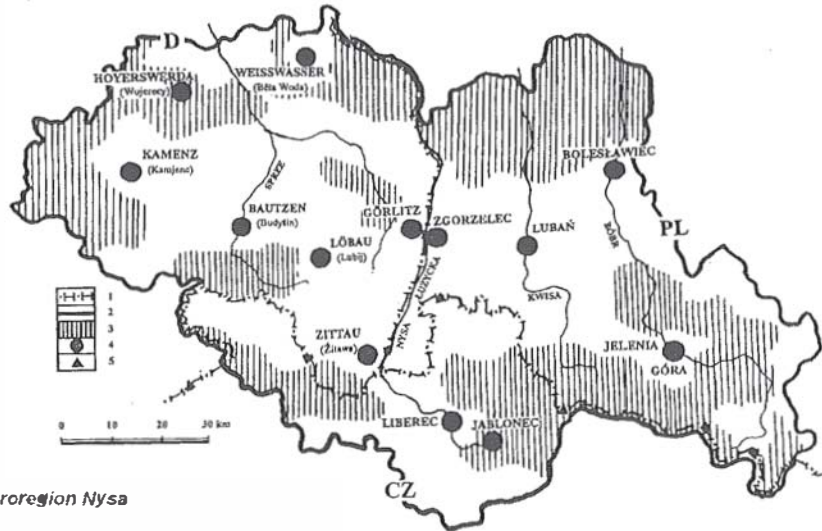 D
WEISSWASSER
(Běła Woda)
HOYERSWERDA
(Wojerecy)
BOLESŁAWIEC
KAMENZ
(Kamjenc)
SPREE
BAUTZEN
(Budyšin)
GÖRLITZ
ZGORZELEC
LUBAŃ
BÓBR
PL
LÖBAU
(Lubij)
ŁUŻYCKA
KWISA
NYSA
1
2
3
4
5
ZITTAU
(Žitawa)
JELENIA
GÓRA
0 10 20 30 km
LIBEREC
JABLONEC
CZ
roregion Nysa